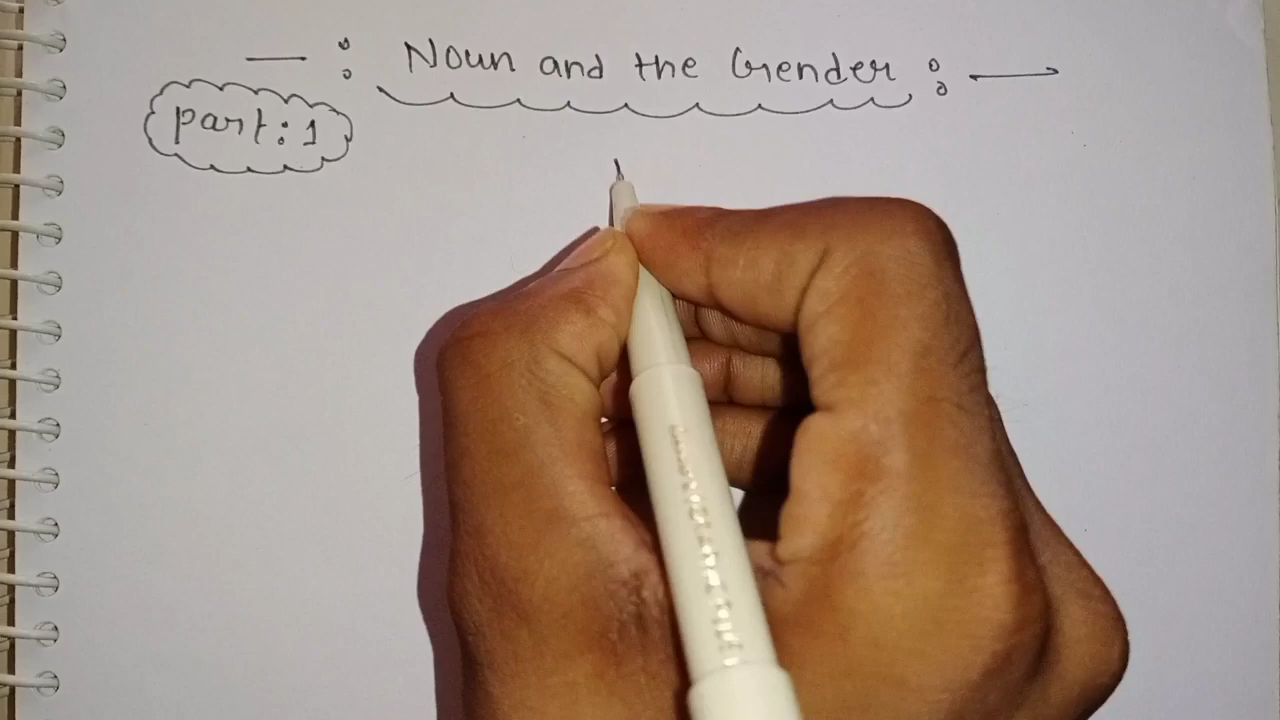 — : Noun and the Gender : —
Part : 1